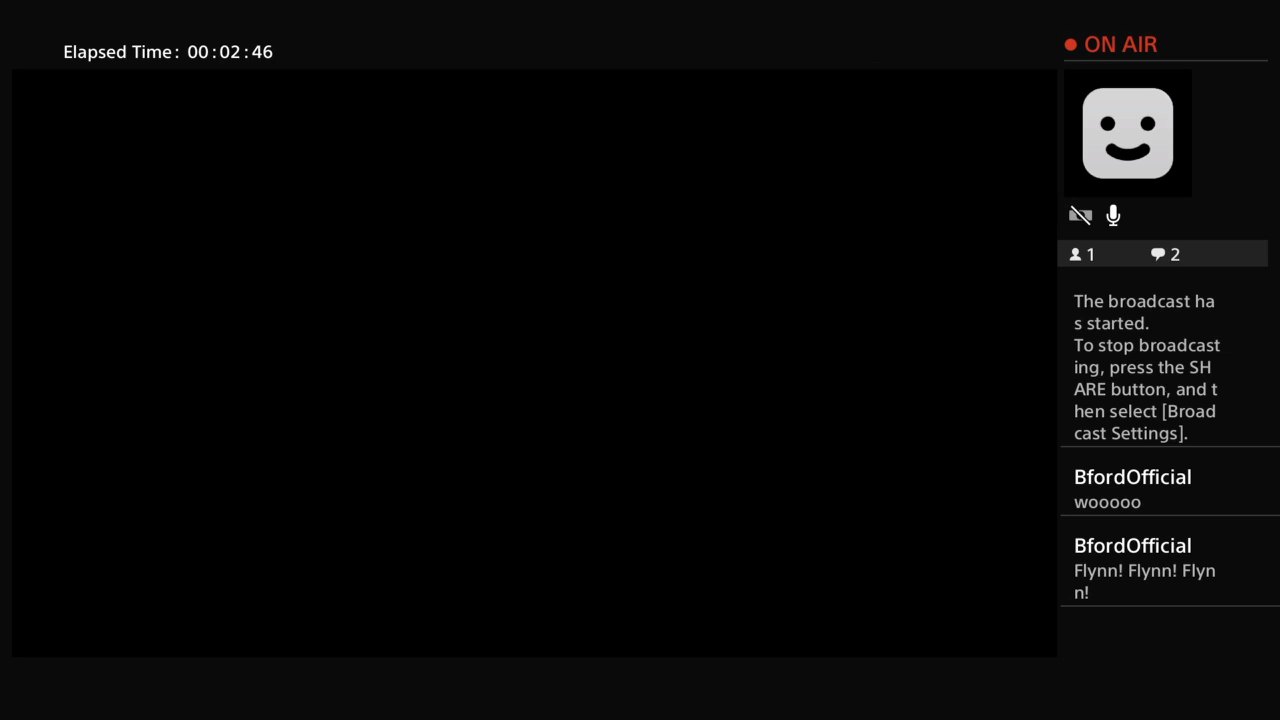 Elapsed Time: 00:02:46
ON AIR
1 2
The broadcast ha
s started.
To stop broadcast
ing, press the SH
ARE button, and t
hen select [Broad
cast Settings].
BfordOfficial
wooooo
BfordOfficial
Flynn! Flynn! Flyn
n!